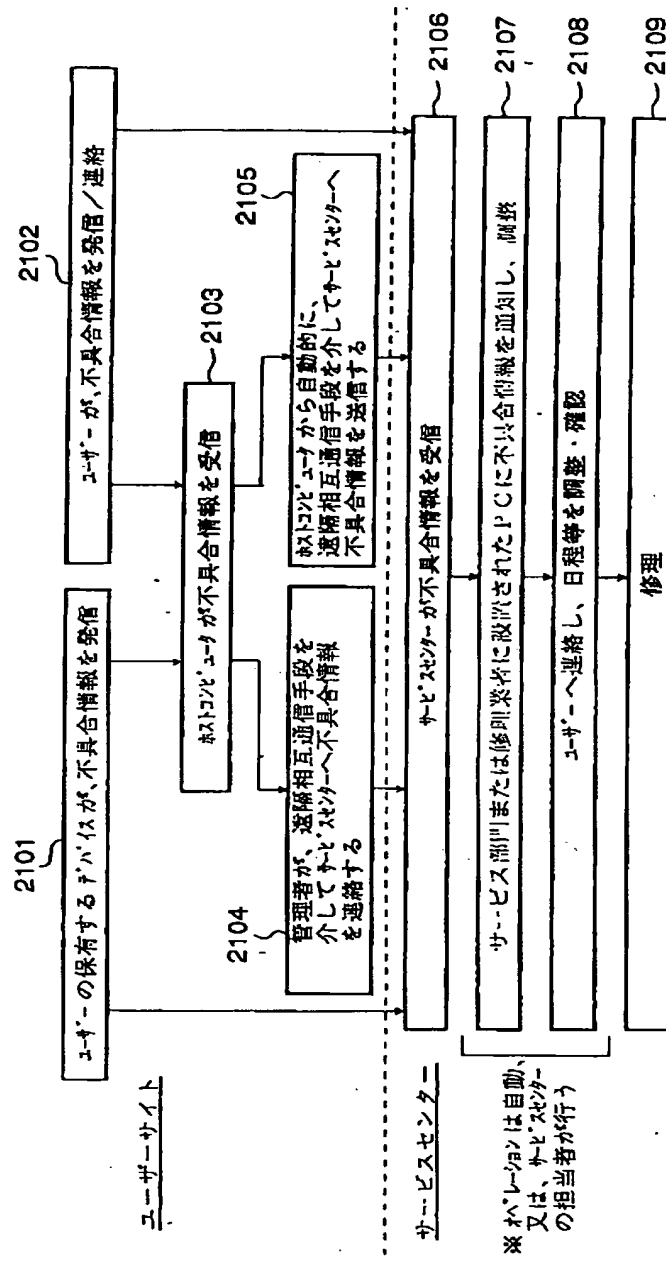 ユーザーサイト
2101
ユーザーの保有するデバイスが、不具合情報を発信
2102
ユーザーが、不具合情報を発信／連絡
2103
ホストコンピュータが不具合情報を受信
2104
管理者が、遠隔相互通信手段を
介してサービスセンターへ不具合情報
を連絡する
2105
ホストコンピュータから自動的に、
遠隔相互通信手段を介してサービスセンターへ
不具合情報を送信する
サービスセンター
サービスセンターが不具合情報を受信
2106
サービス部門または修理業者に設置されたPCに不具合情報を通知し、調整
2107
ユーザーへ連絡し、日程等を調整・確認
2108
修理
2109
※オペレーションは自動、
又は、サービスセンター
の担当者が行う